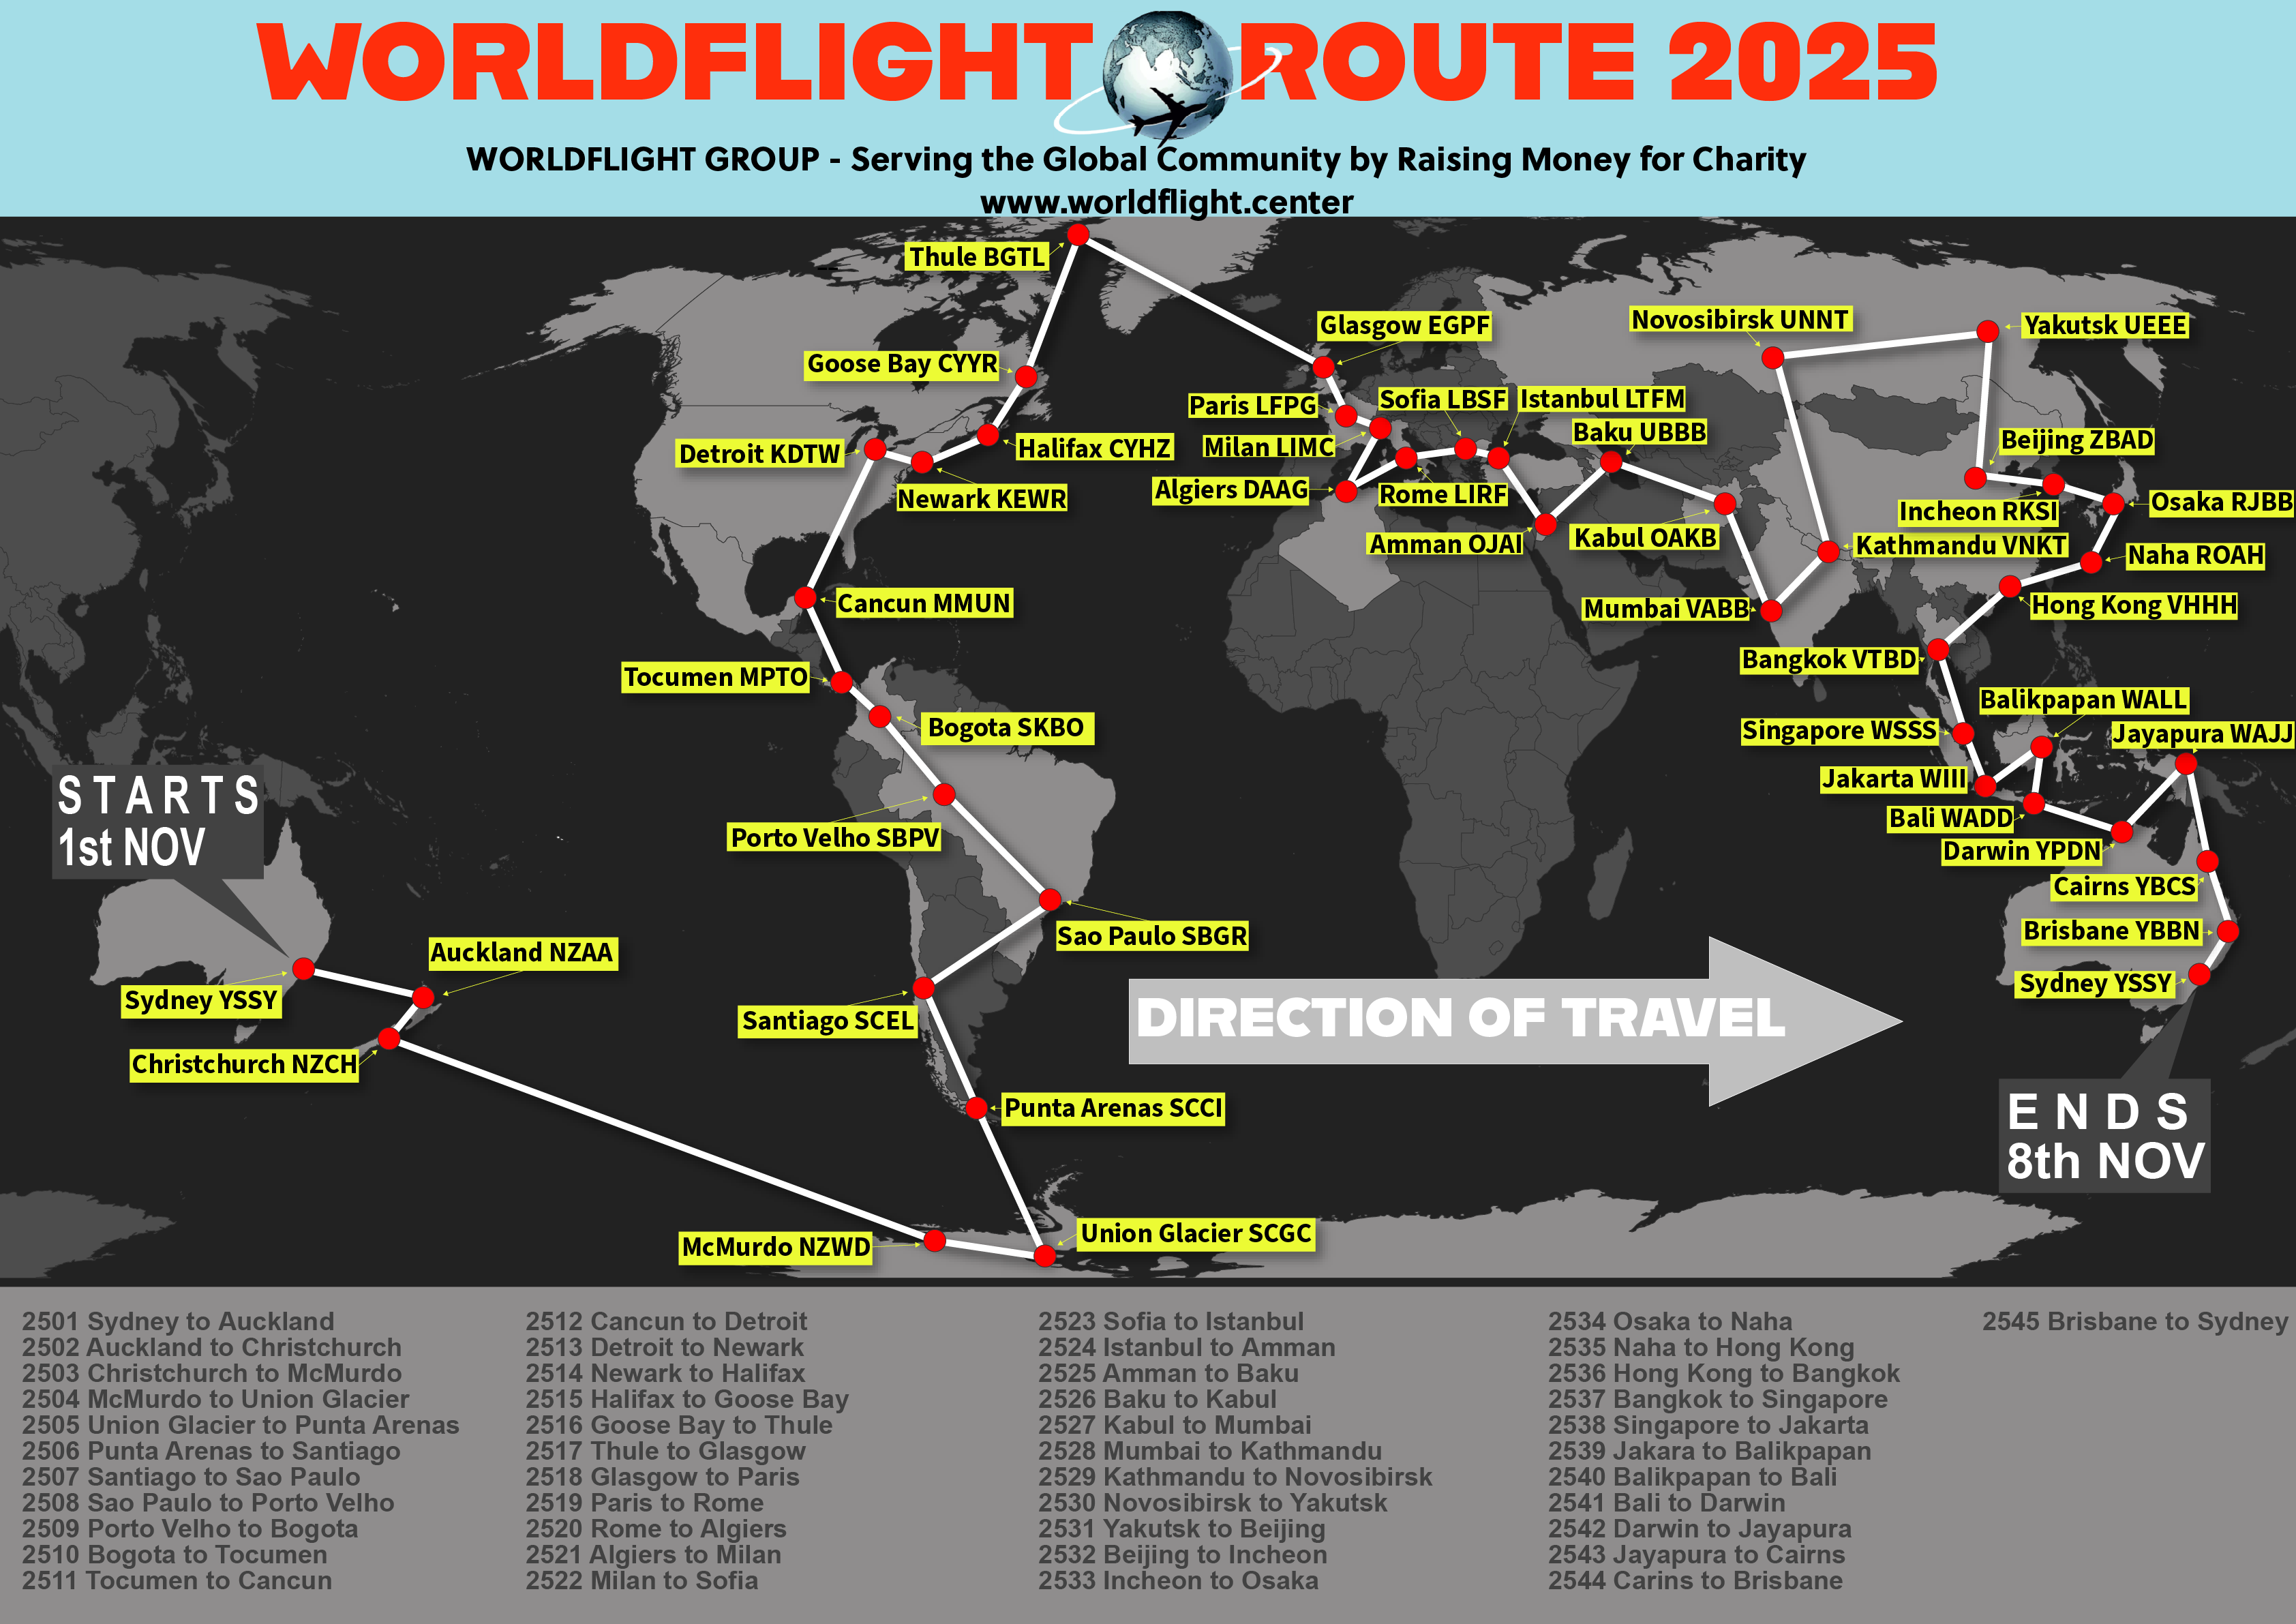 WORLDFLIGHT ROUTE 2025
WORLDFLIGHT GROUP - Serving the Global Community by Raising Money for Charity
www.worldflight.center
Thule BGTL
Glasgow EGPF
Novosibirsk UNNT
Yakutsk UEEE
Goose Bay CYYR
Paris LFPG
Sofia LBSF
Istanbul LTFM
Baku UBBB
Beijing ZBAD
Detroit KDTW
Halifax CYHZ
Milan LIMC
Newark KEWR
Algiers DAAG
Rome LIRF
Incheon RKSI
Osaka RJBB
Amman OJAI
Kabul OAKB
Kathmandu VNKT
Naha ROAH
Cancun MMUN
Mumbai VABB
Hong Kong VHHH
Tocumen MPTO
Bangkok VTBD
Bogota SKBO
Balikpapan WALL
Singapore WSSS
Jayapura WAJJ
STARTS
1st NOV
Jakarta WIII
Porto Velho SBPV
Bali WADD
Darwin YPDN
Cairns YBCS
Sao Paulo SBGR
Brisbane YBBN
Auckland NZAA
Sydney YSSY
Sydney YSSY
Santiago SCEL
DIRECTION OF TRAVEL
Christchurch NZCH
Punta Arenas SCCI
ENDS
8th NOV
McMurdo NZWD
Union Glacier SCGC
2501 Sydney to Auckland
2502 Auckland to Christchurch
2503 Christchurch to McMurdo
2504 McMurdo to Union Glacier
2505 Union Glacier to Punta Arenas
2506 Punta Arenas to Santiago
2507 Santiago to Sao Paulo
2508 Sao Paulo to Porto Velho
2509 Porto Velho to Bogota
2510 Bogota to Tocumen
2511 Tocumen to Cancun
2512 Cancun to Detroit
2513 Detroit to Newark
2514 Newark to Halifax
2515 Halifax to Goose Bay
2516 Goose Bay to Thule
2517 Thule to Glasgow
2518 Glasgow to Paris
2519 Paris to Rome
2520 Rome to Algiers
2521 Algiers to Milan
2522 Milan to Sofia
2523 Sofia to Istanbul
2524 Istanbul to Amman
2525 Amman to Baku
2526 Baku to Kabul
2527 Kabul to Mumbai
2528 Mumbai to Kathmandu
2529 Kathmandu to Novosibirsk
2530 Novosibirsk to Yakutsk
2531 Yakutsk to Beijing
2532 Beijing to Incheon
2533 Incheon to Osaka
2534 Osaka to Naha
2535 Naha to Hong Kong
2536 Hong Kong to Bangkok
2537 Bangkok to Singapore
2538 Singapore to Jakarta
2539 Jakara to Balikpapan
2540 Balikpapan to Bali
2541 Bali to Darwin
2542 Darwin to Jayapura
2543 Jayapura to Cairns
2544 Carins to Brisbane
2545 Brisbane to Sydney